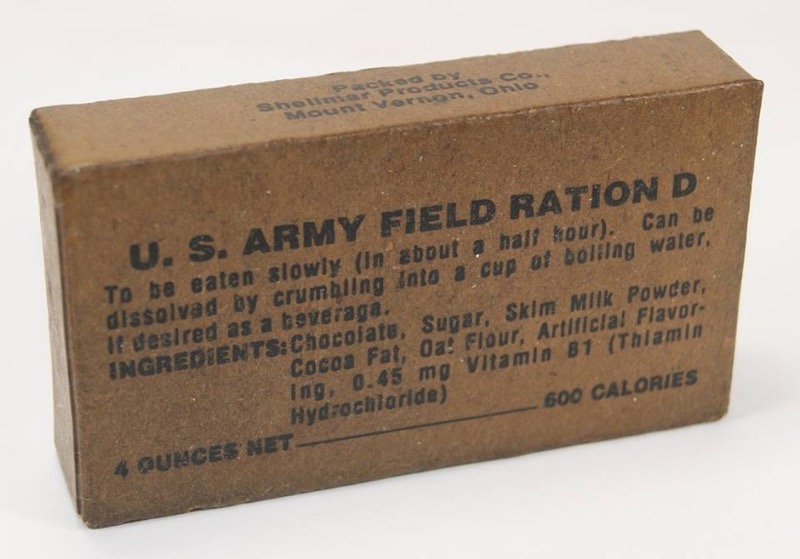 Packed by
Shellmar Products Co.,
Mount Vernon, Ohio
U. S. ARMY FIELD RATION D
To be eaten slowly (in about a half hour). Can be
dissolved by crumbling into a cup of boiling water,
if desired as a beverage.
INGREDIENTS: Chocolate, Sugar, Skim Milk Powder,
Cocoa Fat, Oat Flour, Artificial Flavor-
ing, 0.45 mg Vitamin B1 (Thiamin
Hydrochloride)
4 OUNCES NET 600 CALORIES